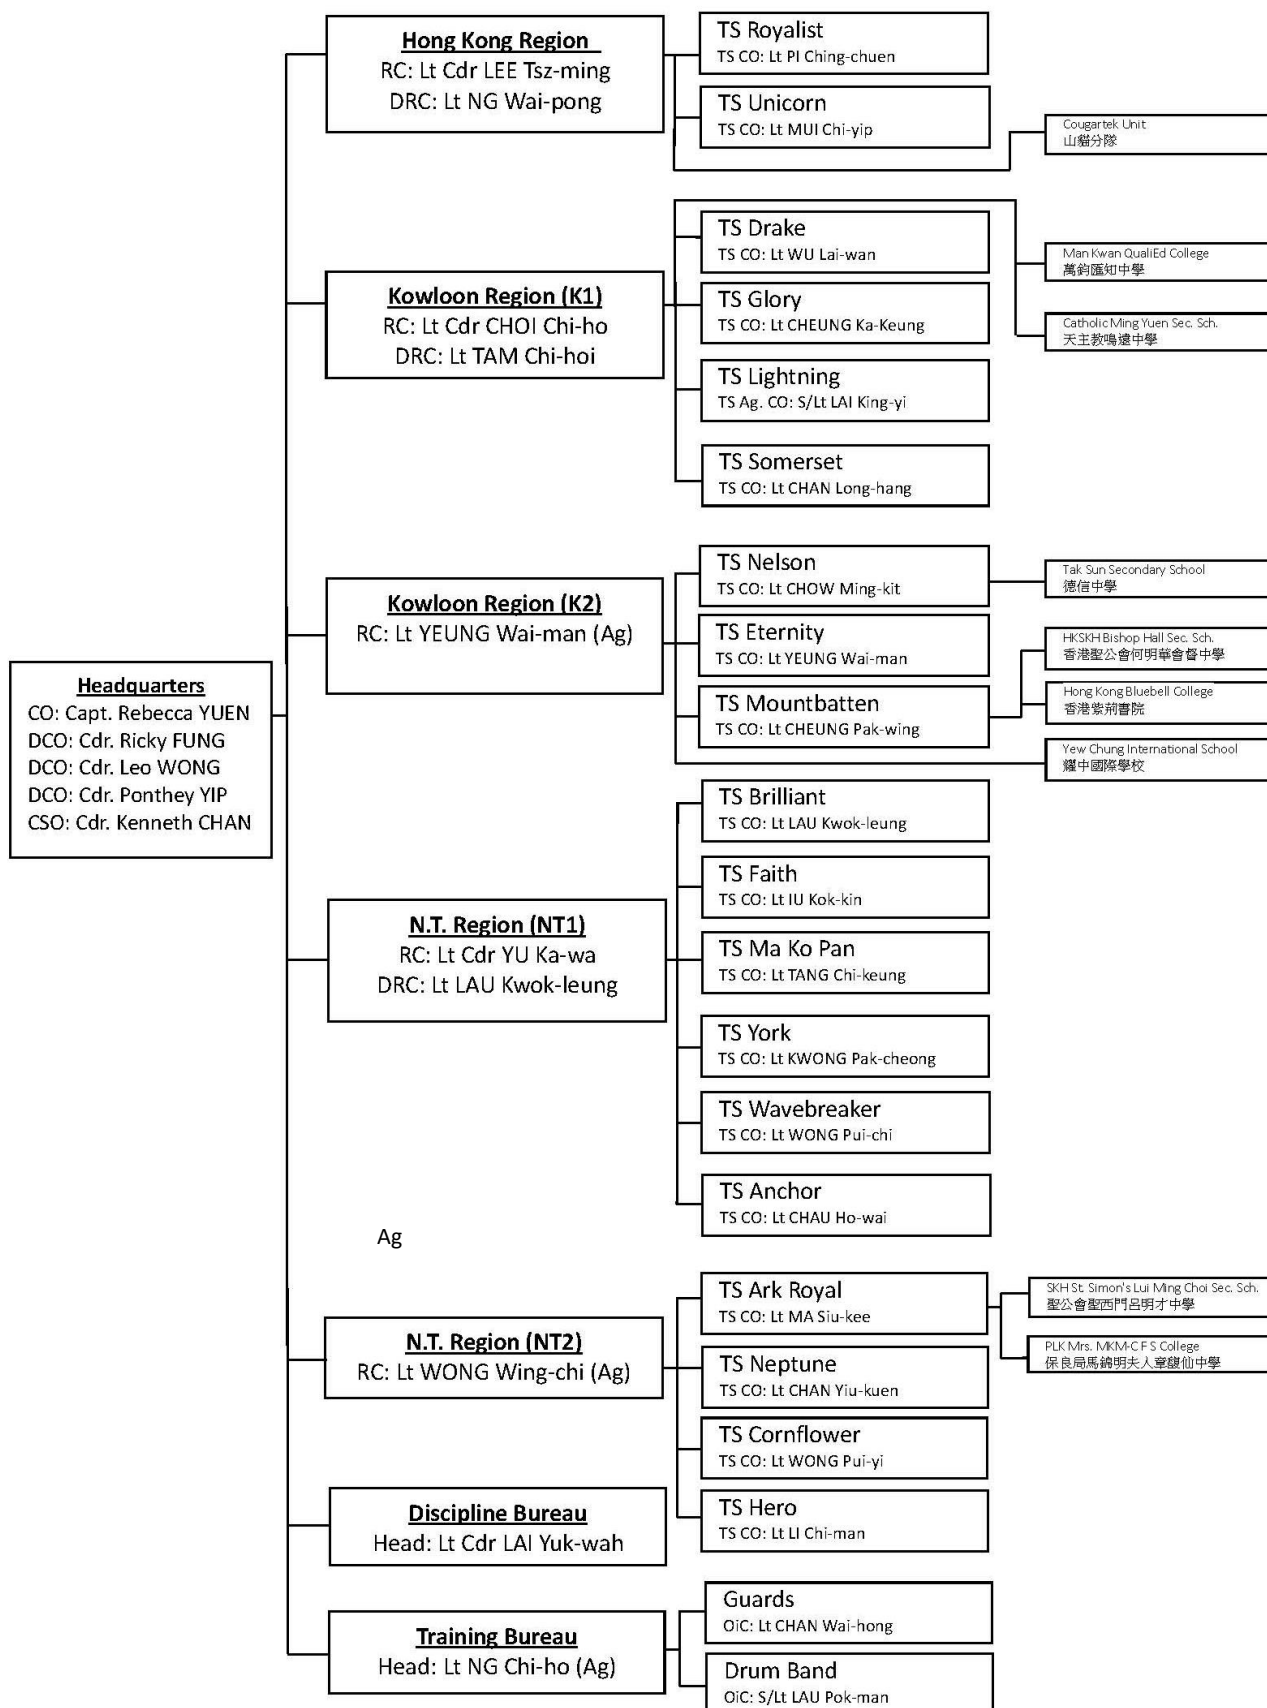 Headquarters
CO: Capt. Rebecca YUEN
DCO: Cdr. Ricky FUNG
DCO: Cdr. Leo WONG
DCO: Cdr. Ponthey YIP
CSO: Cdr. Kenneth CHAN
Hong Kong Region
RC: Lt Cdr LEE Tsz-ming
DRC: Lt NG Wai-pong
TS Royalist
TS CO: Lt PI Ching-chuen
TS Unicorn
TS CO: Lt MUI Chi-yip
Cougartek Unit
山貓分隊
Kowloon Region (K1)
RC: Lt Cdr CHOI Chi-ho
DRC: Lt TAM Chi-hoi
TS Drake
TS CO: Lt WU Lai-wan
TS Glory
TS CO: Lt CHEUNG Ka-Keung
TS Lightning
TS Ag. CO: S/Lt LAI King-yi
TS Somerset
TS CO: Lt CHAN Long-hang
Man Kwan QualiEd College
萬鈞匯知中學
Catholic Ming Yuen Sec. Sch.
天主教鳴遠中學
Kowloon Region (K2)
RC: Lt YEUNG Wai-man (Ag)
TS Nelson
TS CO: Lt CHOW Ming-kit
TS Eternity
TS CO: Lt YEUNG Wai-man
TS Mountbatten
TS CO: Lt CHEUNG Pak-wing
Tak Sun Secondary School
德信中學
HKSKH Bishop Hall Sec. Sch.
香港聖公會何明華會督中學
Hong Kong Bluebell College
香港紫荊書院
Yew Chung International School
耀中國際學校
N.T. Region (NT1)
RC: Lt Cdr YU Ka-wa
DRC: Lt LAU Kwok-leung
TS Brilliant
TS CO: Lt LAU Kwok-leung
TS Faith
TS CO: Lt IU Kok-kin
TS Ma Ko Pan
TS CO: Lt TANG Chi-keung
TS York
TS CO: Lt KWONG Pak-cheong
TS Wavebreaker
TS CO: Lt WONG Pui-chi
TS Anchor
TS CO: Lt CHAU Ho-wai
Ag
N.T. Region (NT2)
RC: Lt WONG Wing-chi (Ag)
TS Ark Royal
TS CO: Lt MA Siu-kee
TS Neptune
TS CO: Lt CHAN Yiu-kuen
TS Cornflower
TS CO: Lt WONG Pui-yi
TS Hero
TS CO: Lt LI Chi-man
SKH St. Simon's Lui Ming Choi Sec. Sch.
聖公會聖西門呂明才中學
PLK Mrs. MKM-C F S College
保良局馬錦明夫人章馥仙中學
Discipline Bureau
Head: Lt Cdr LAI Yuk-wah
Training Bureau
Head: Lt NG Chi-ho (Ag)
Guards
OiC: Lt CHAN Wai-hong
Drum Band
OiC: S/Lt LAU Pok-man